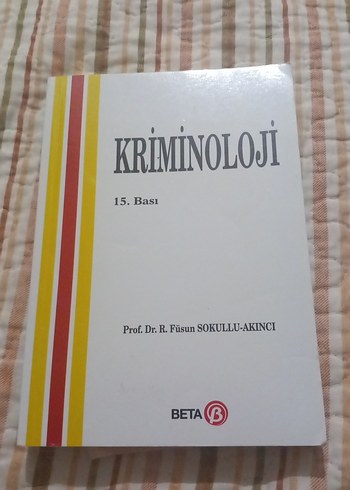 KRİMİNOLOJİ
15. Bası
Prof. Dr. R. Füsun SOKULLU-AKINCI
BETA β